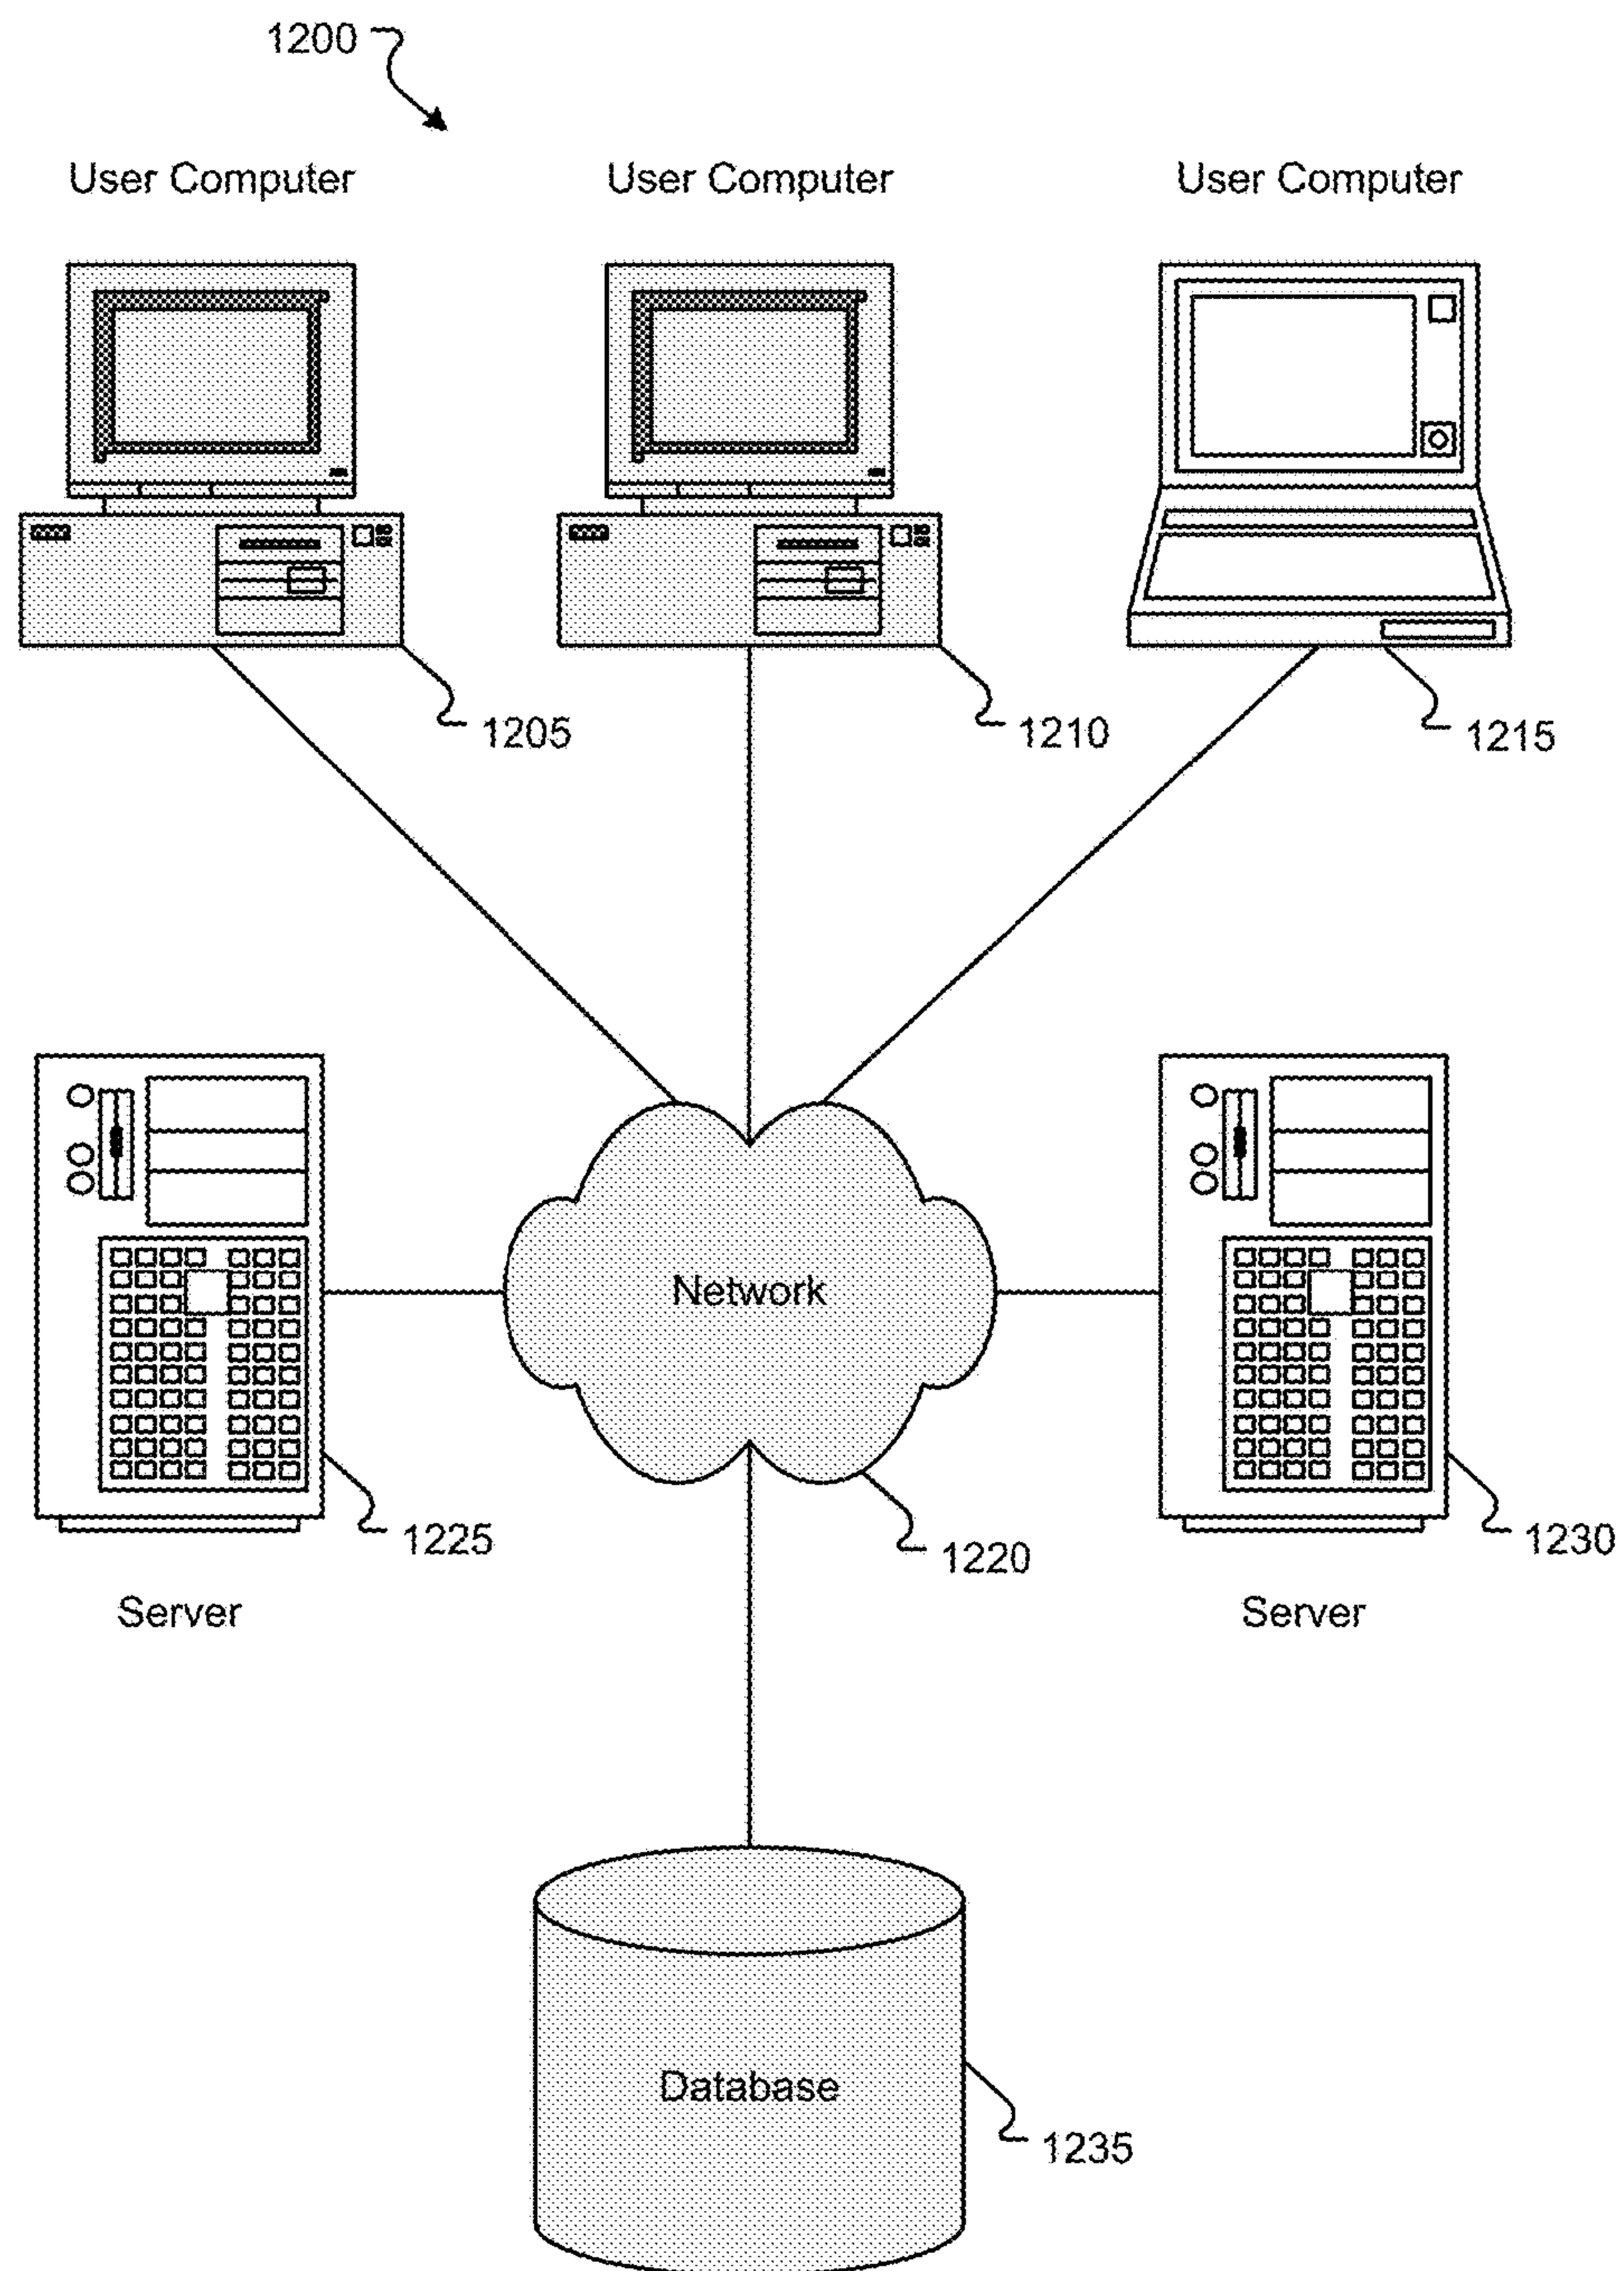 1200
User Computer
User Computer
User Computer
1205
1210
1215
Network
1225
1220
1230
Server
Server
Database
1235